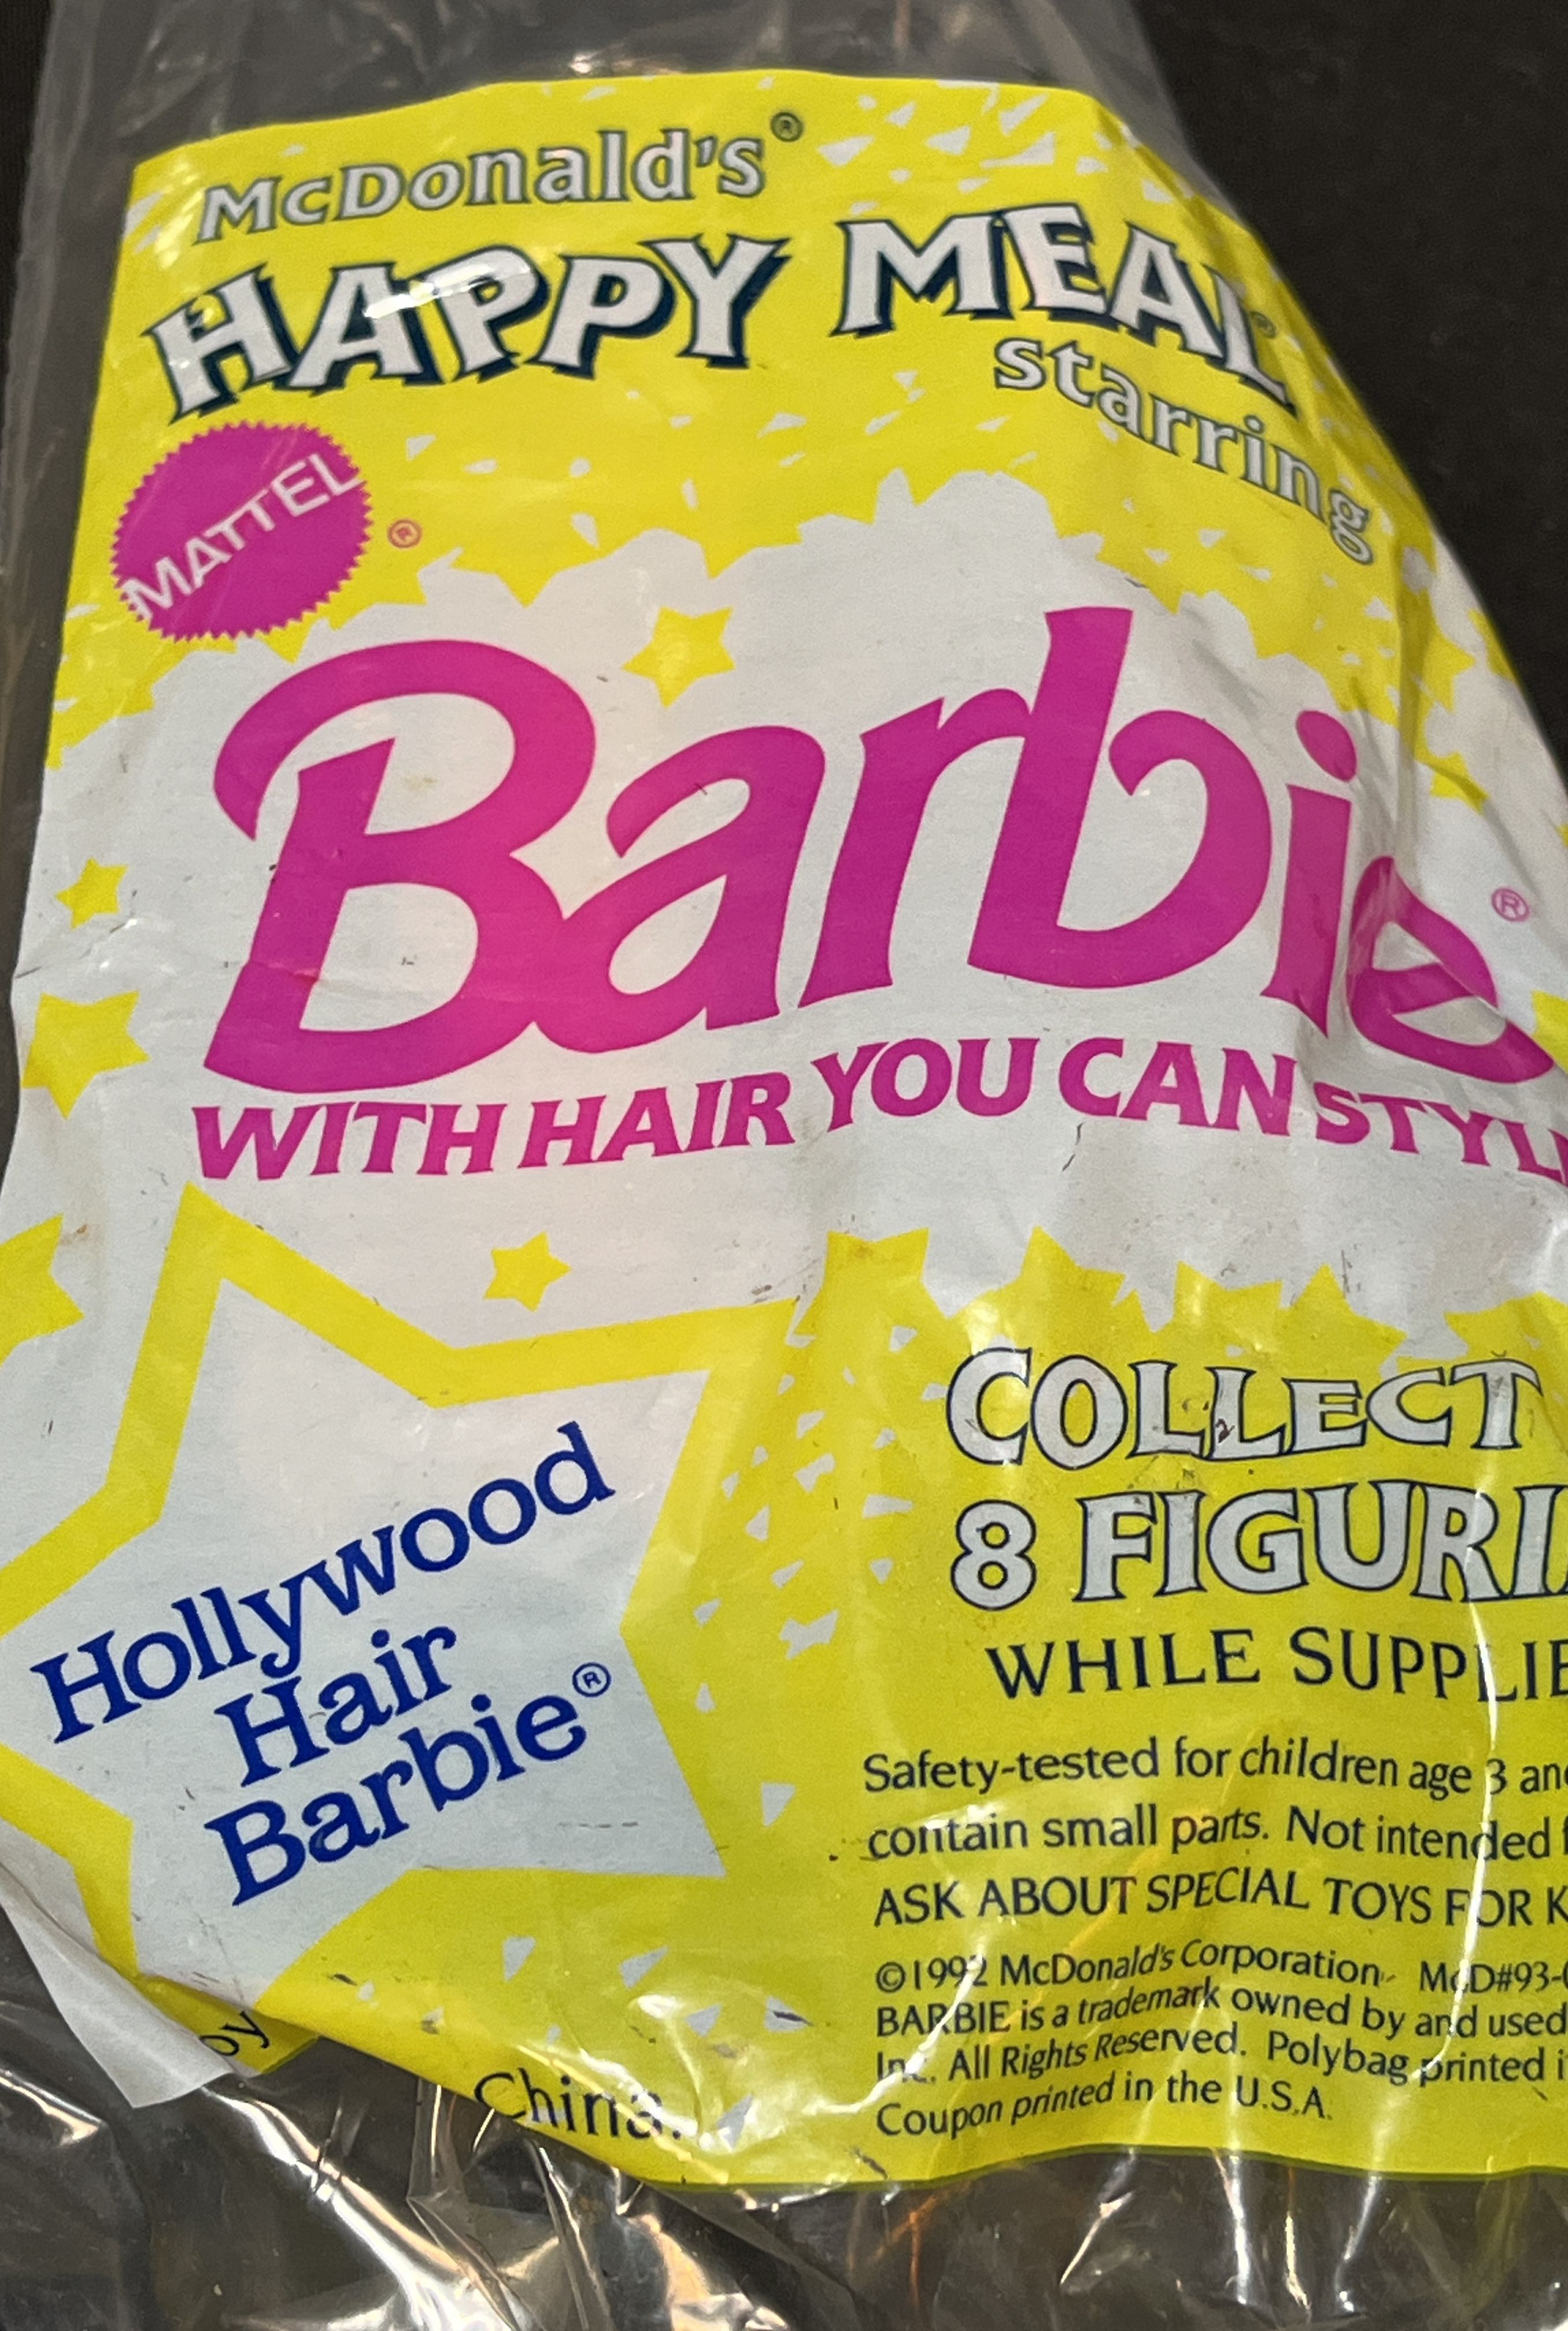 McDonald's®
HAPPY MEAL®
starring
MATTEL®
Barbie®
WITH HAIR YOU CAN STYL
Hollywood
Hair
Barbie®
COLLECT
8 FIGURI
WHILE SUPPLIE
Safety-tested for children age 3 an
contain small parts. Not intended
ASK ABOUT SPECIAL TOYS FOR K
©1992 McDonald's Corporation McD#93-0
BARBIE is a trademark owned by and used
Inc. All Rights Reserved. Polybag printed i
Coupon printed in the U.S.A.
oy
China.